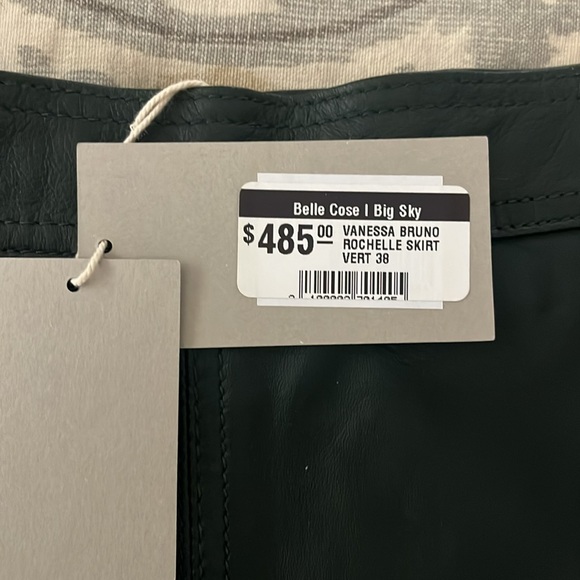 Belle Cose | Big Sky
$485.00 VANESSA BRUNO
ROCHELLE SKIRT
VERT 38